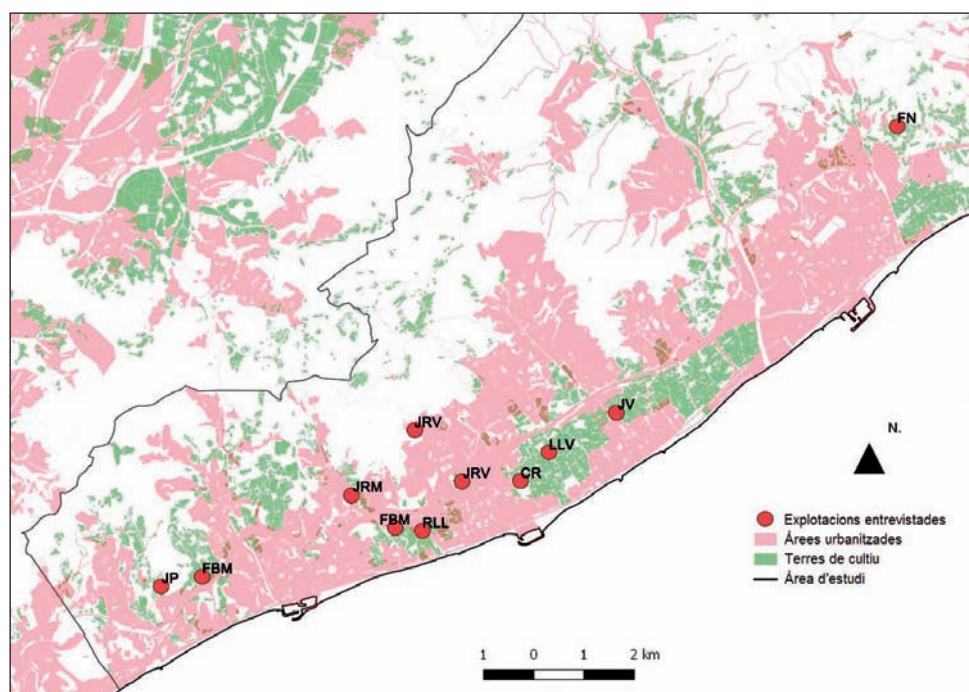 FN
JV
JRV
LLV
JRV
CR
JRM
FBM
RLL
FBM
JP
N.
Explotacions entrevistades
Àrees urbanitzades
Terres de cultiu
Àrea d'estudi
1 0 1 2 km